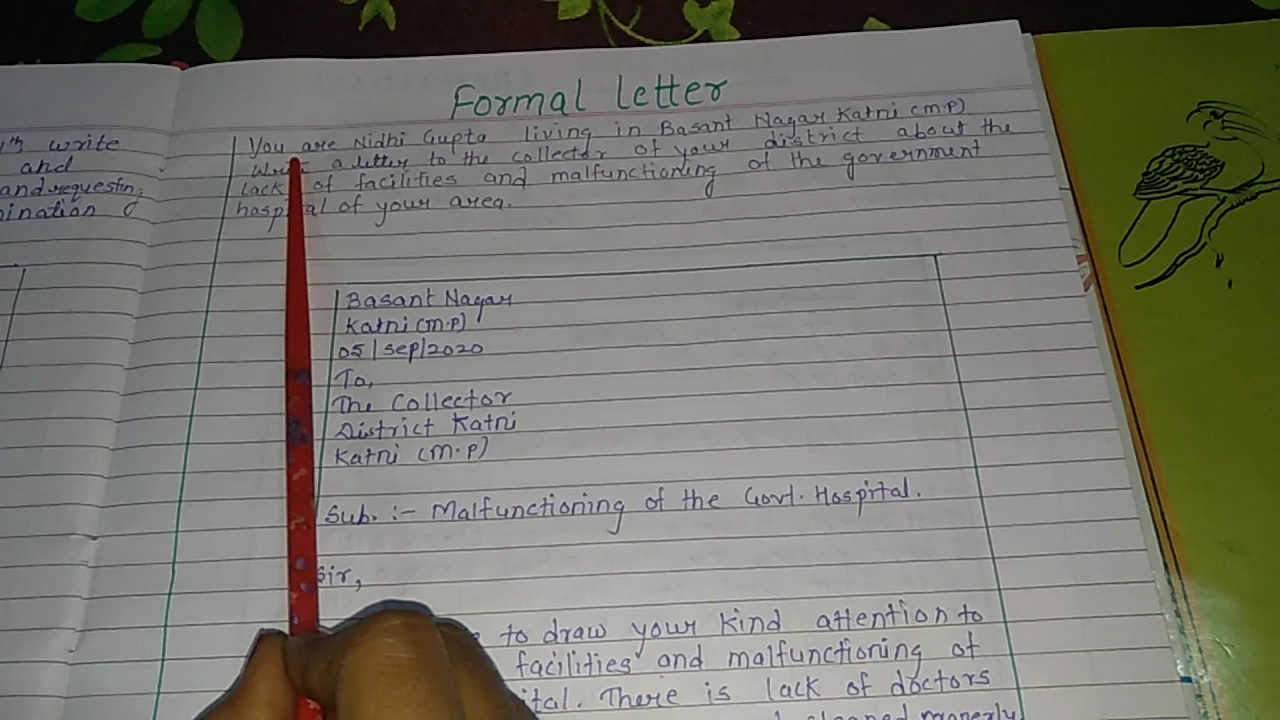 Formal letter
You are Nidhi Gupta living in Basant Nagar Katni (m.p)
a letter to the collector of your district about the
lack of facilities and malfunctioning of the government
hospital of your area.
write
and
and requestin
Basant Nagar
Katni (m.p)
05/sep/2020
To,
The Collector
District Katni
Katni (m.p)
Sub. :- Malfunctioning of the Govt. Hospital.
Sir,
to draw your kind attention to
facilities and malfunctioning of
There is lack of doctors
properly